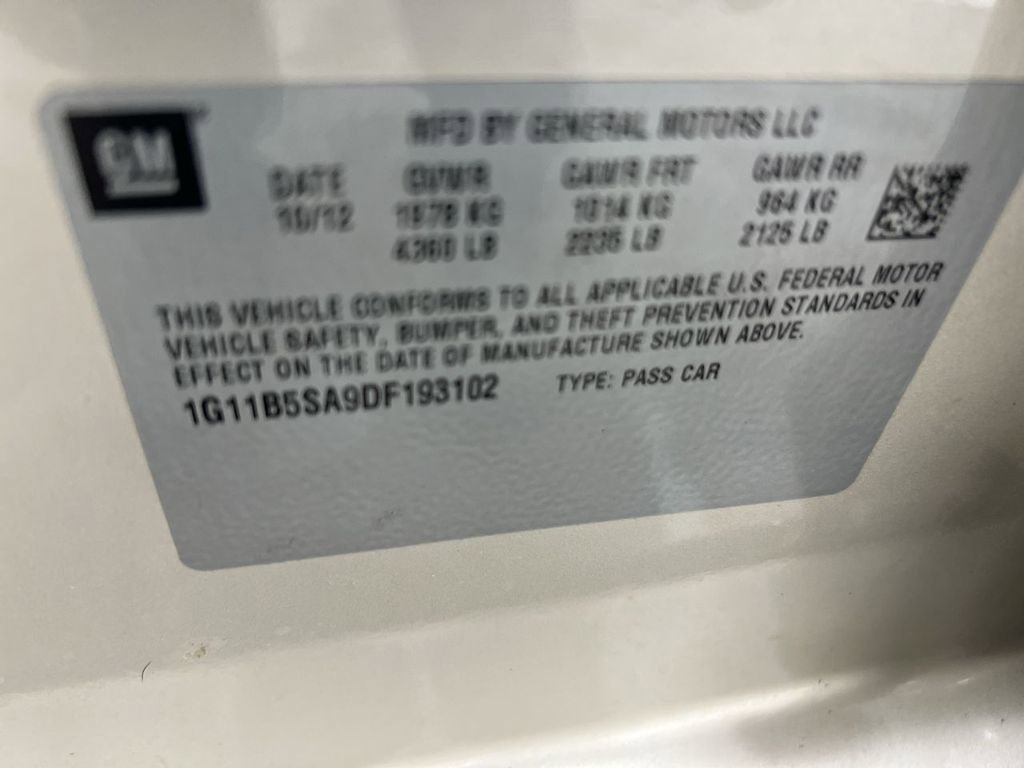 GM
MFD BY GENERAL MOTORS LLC
DATE GVWR GAWR FRT GAWR RR
10/12 1978 KG 1014 KG 964 KG
4360 LB 2235 LB 2125 LB
THIS VEHICLE CONFORMS TO ALL APPLICABLE U.S. FEDERAL MOTOR
VEHICLE SAFETY, BUMPER, AND THEFT PREVENTION STANDARDS IN
EFFECT ON THE DATE OF MANUFACTURE SHOWN ABOVE.
1G11B5SA9DF193102 TYPE: PASS CAR